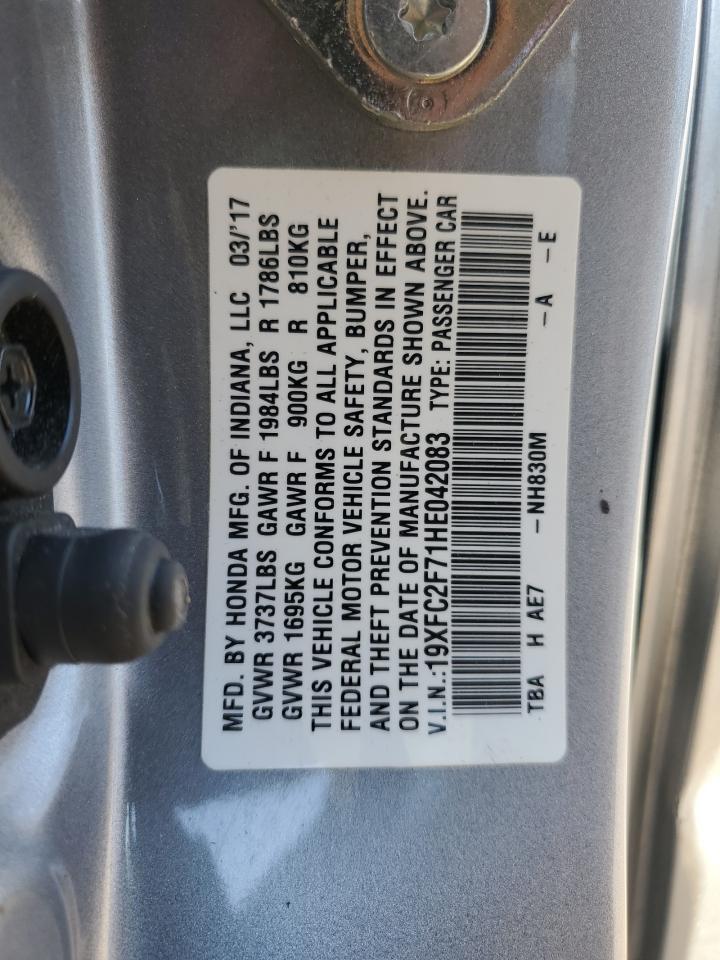 MFD. BY HONDA MFG. OF INDIANA, LLC 03/'17
GVWR 3737LBS GAWR F 1984LBS R 1786LBS
GVWR 1695KG GAWR F 900KG R 810KG
THIS VEHICLE CONFORMS TO ALL APPLICABLE
FEDERAL MOTOR VEHICLE SAFETY, BUMPER,
AND THEFT PREVENTION STANDARDS IN EFFECT
ON THE DATE OF MANUFACTURE SHOWN ABOVE.
V.I.N.:19XFC2F71HE042083 TYPE: PASSENGER CAR
TBA H AE7 -NH830M -A -E